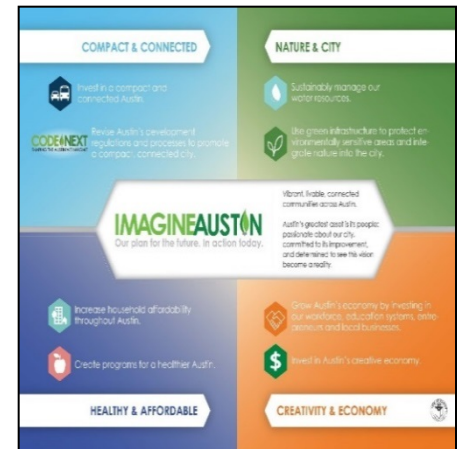 COMPACT & CONNECTED
Invest in a compact and
connected Austin.
CODE NEXT
SHAPING THE AUSTIN WE IMAGINE
Revise Austin's development
regulations and processes to promote
a compact, connected city.
NATURE & CITY
Sustainably manage our
water resources.
Use green infrastructure to protect en-
vironmentally sensitive areas and inte-
grate nature into the city.
IMAGINEAUSTIN
Our plan for the future. In action today.
Vibrant, livable, connected
communities across Austin.
Austin's greatest asset is its people:
passionate about our city,
committed to its improvement,
and determined to see this vision
become a reality.
Increase household affordability
throughout Austin.
Create programs for a healthier Austin.
HEALTHY & AFFORDABLE
Grow Austin's economy by investing in
our workforce, education systems, entre-
preneurs and local businesses.
$
Invest in Austin's creative economy.
CREATIVITY & ECONOMY